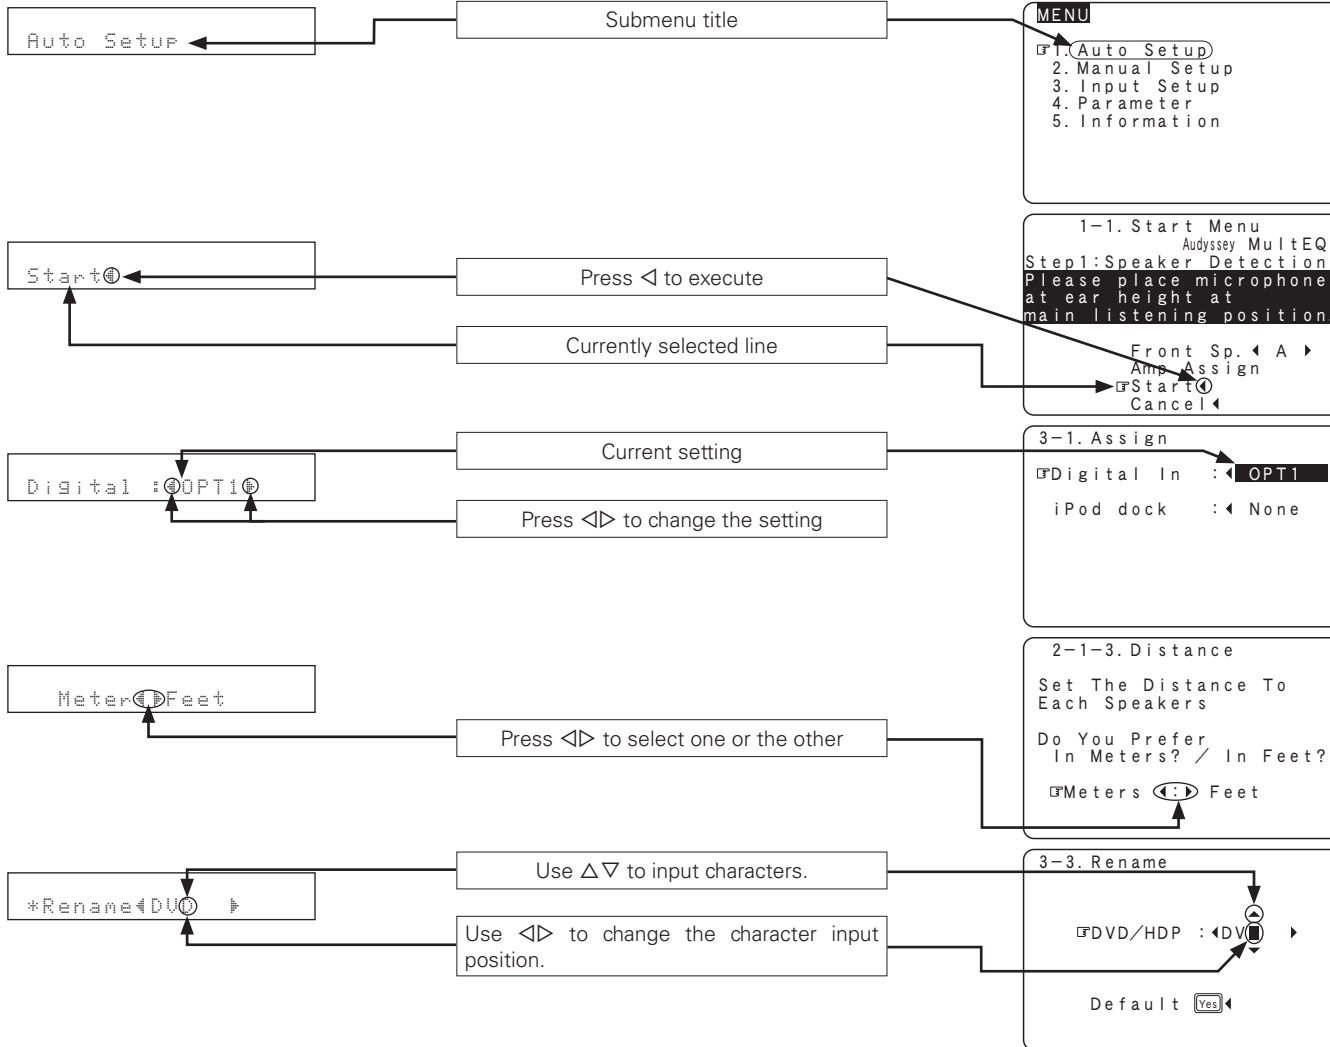 Submenu title
Auto Setup
MENU
☞1. Auto Setup
2. Manual Setup
3. Input Setup
4. Parameter
5. Information
Start◀
Press ◁ to execute
Currently selected line
1-1. Start Menu
Audyssey MultEQ
Step1:Speaker Detection
Please place microphone
at ear height at
main listening position.
Front Sp.◀ A ▶
Amp Assign
☞Start◀
Cancel◀
Digital :◀OPT1▶
Current setting
Press ◁▷ to change the setting
3-1. Assign
☞Digital In :◀ OPT1
iPod dock :◀ None
Meter◀▶Feet
Press ◁▷ to select one or the other
2-1-3. Distance
Set The Distance To
Each Speakers
Do You Prefer
In Meters? / In Feet?
☞Meters ◀:▶ Feet
*Rename◀DVD ▶
Use △▽ to input characters.
Use ◁▷ to change the character input
position.
3-3. Rename
☞DVD/HDP :◀DV■ ▶
Default Yes◀